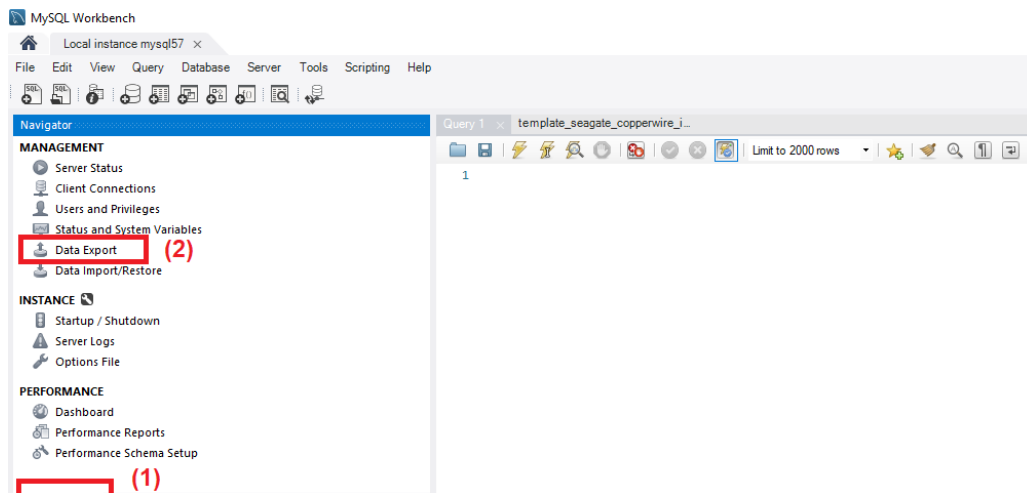 MySQL Workbench
Local instance mysql57 ×
File Edit View Query Database Server Tools Scripting Help
Navigator
Query 1 × template_seagate_copperwire_i...
MANAGEMENT
Limit to 2000 rows
Server Status
1
Client Connections
Users and Privileges
Status and System Variables
Data Export (2)
Data Import/Restore
INSTANCE
Startup / Shutdown
Server Logs
Options File
PERFORMANCE
Dashboard
Performance Reports
Performance Schema Setup
(1)